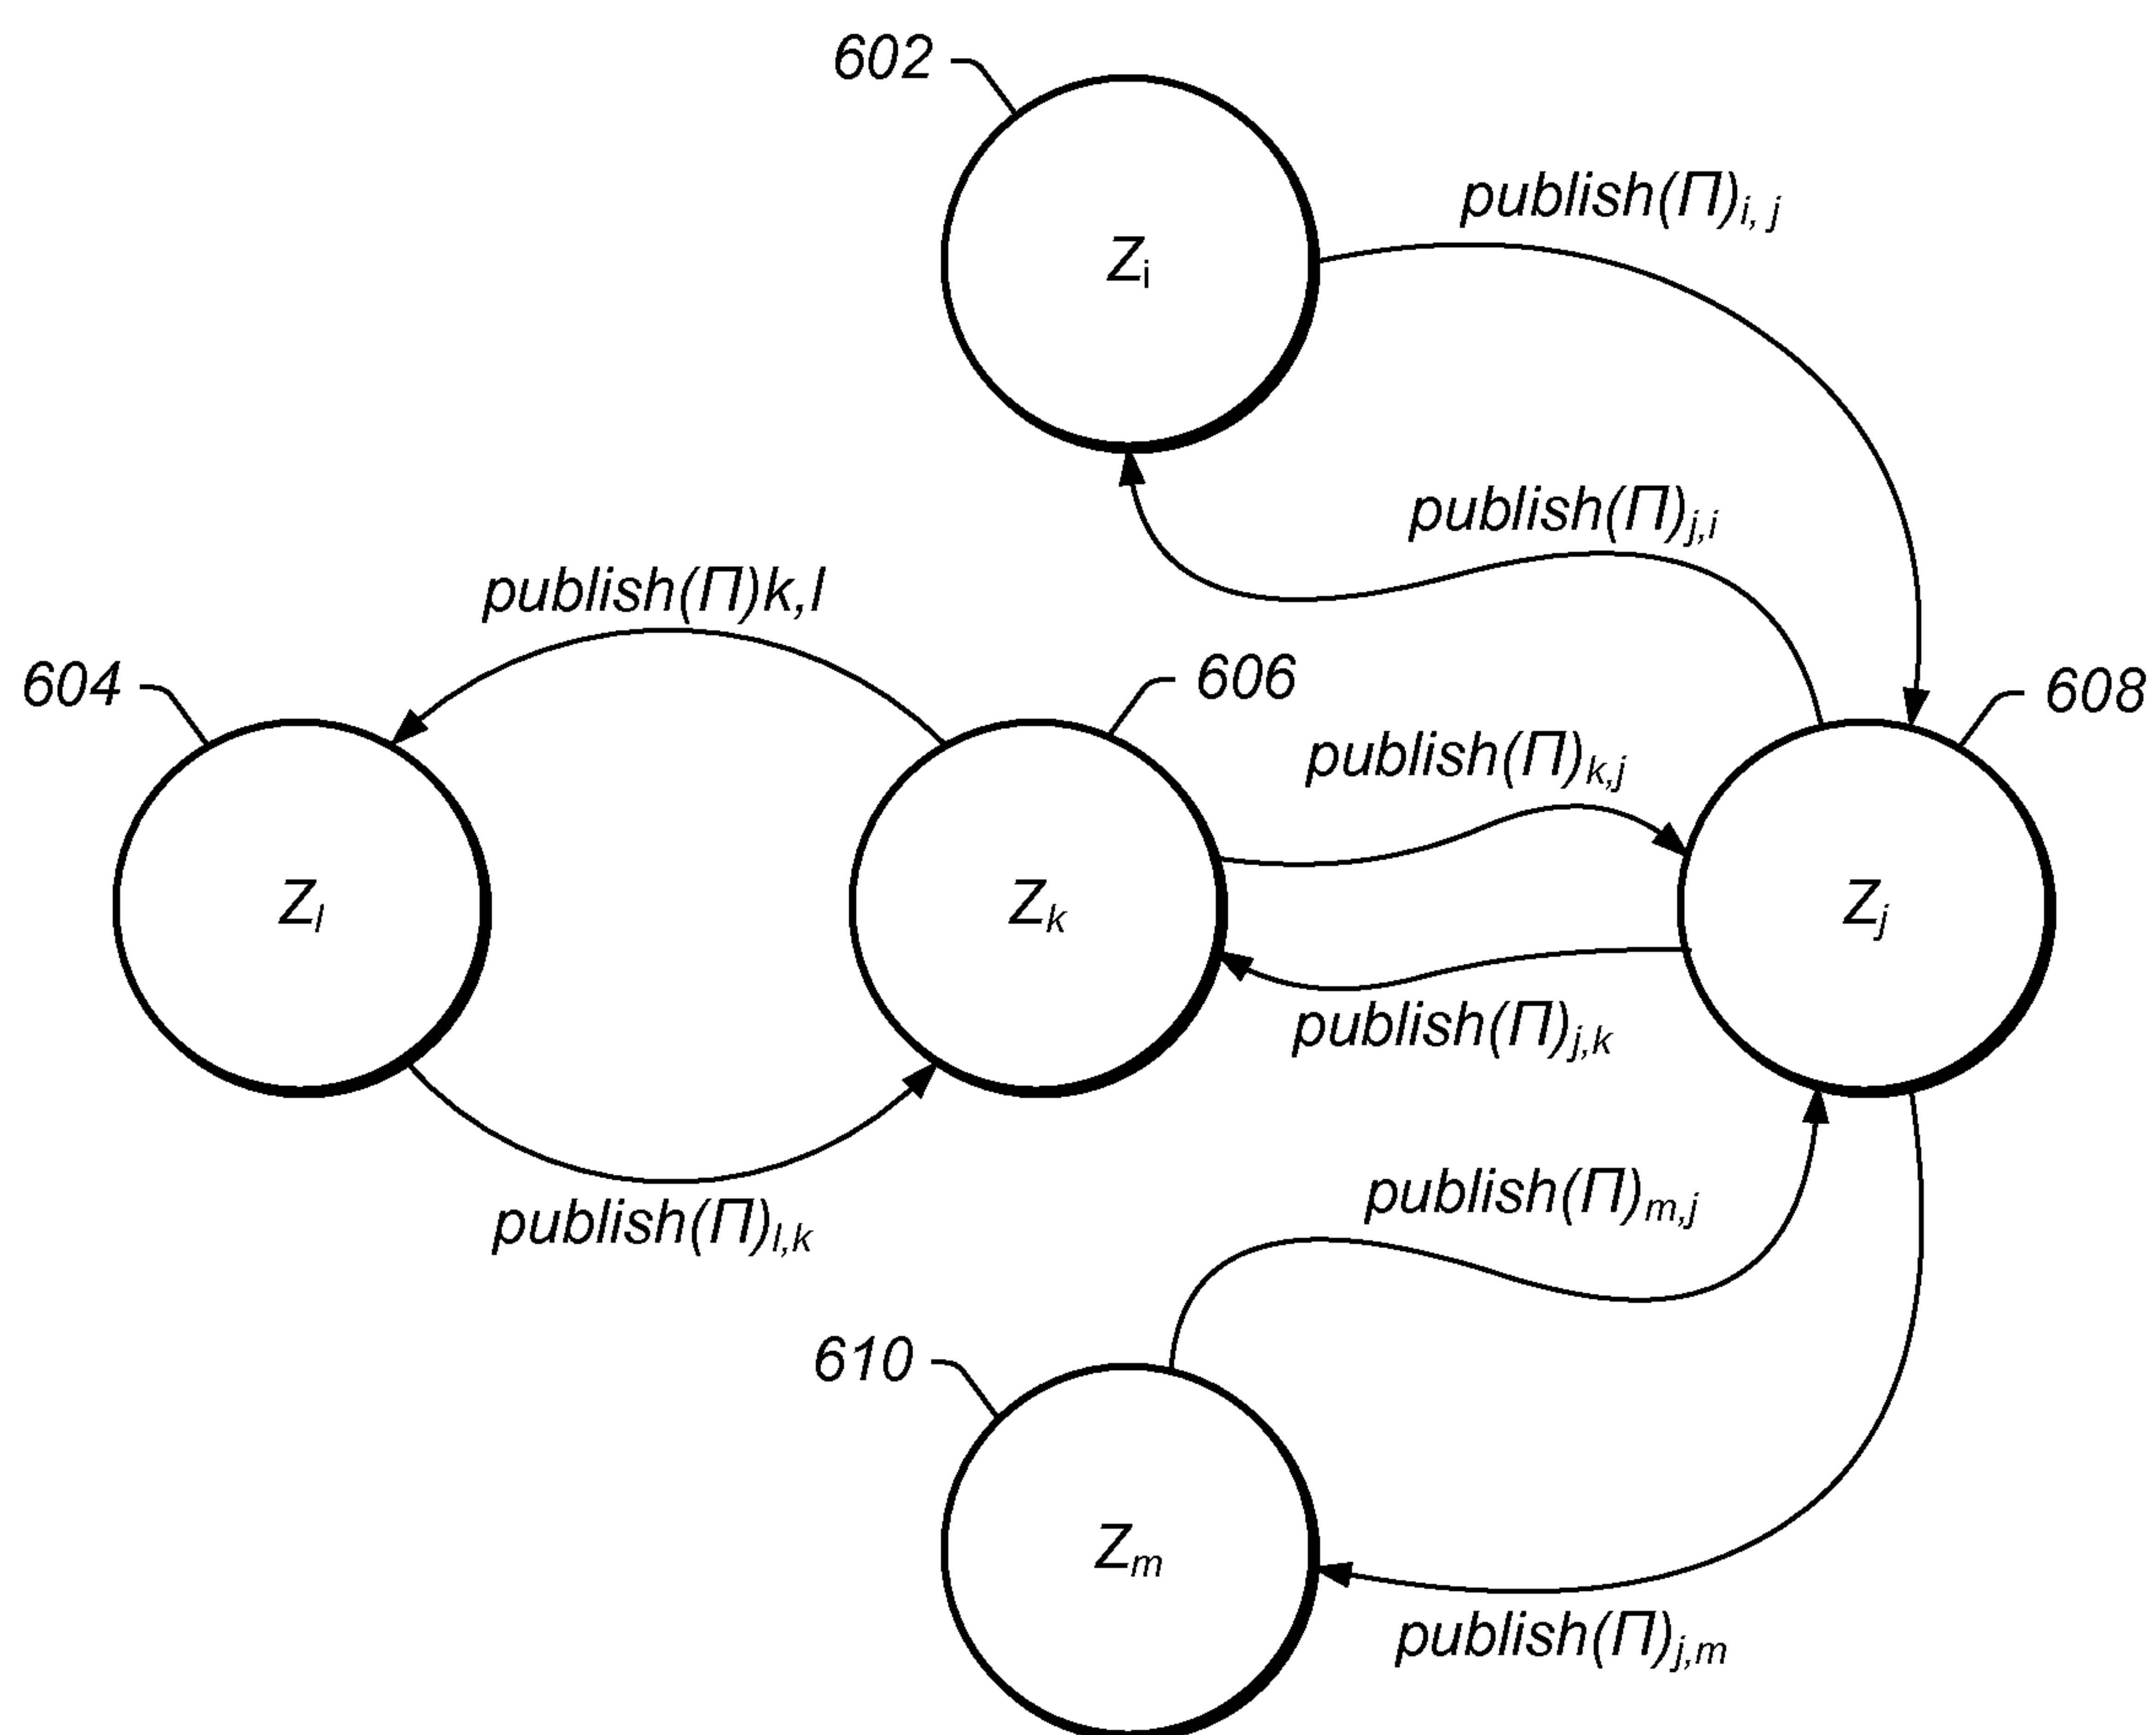 602
publish(Π)i, j
Zi
publish(Π)j,i
publish(Π)k,l
604
606
608
publish(Π)k,j
Zl
Zk
Zj
publish(Π)j,k
publish(Π)m,j
publish(Π)l,k
610
Zm
publish(Π)j,m